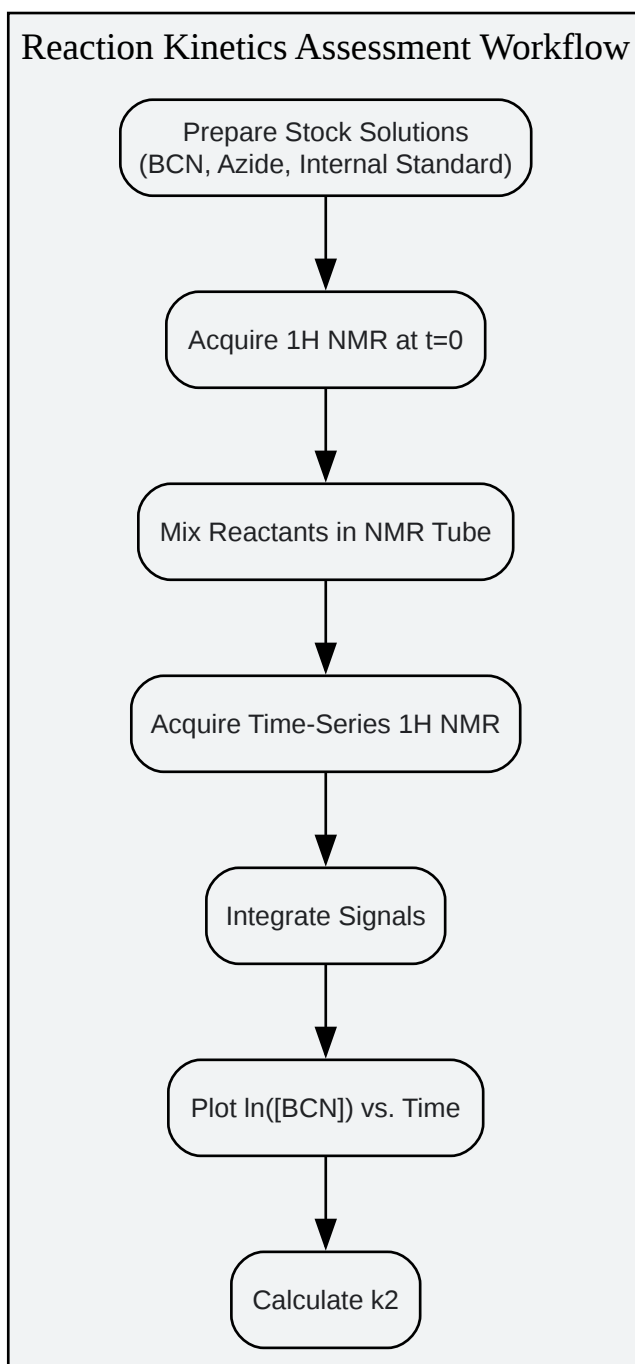 Reaction Kinetics Assessment Workflow
Prepare Stock Solutions
(BCN, Azide, Internal Standard)
Acquire 1H NMR at t=0
Mix Reactants in NMR Tube
Acquire Time-Series 1H NMR
Integrate Signals
Plot ln([BCN]) vs. Time
Calculate k2